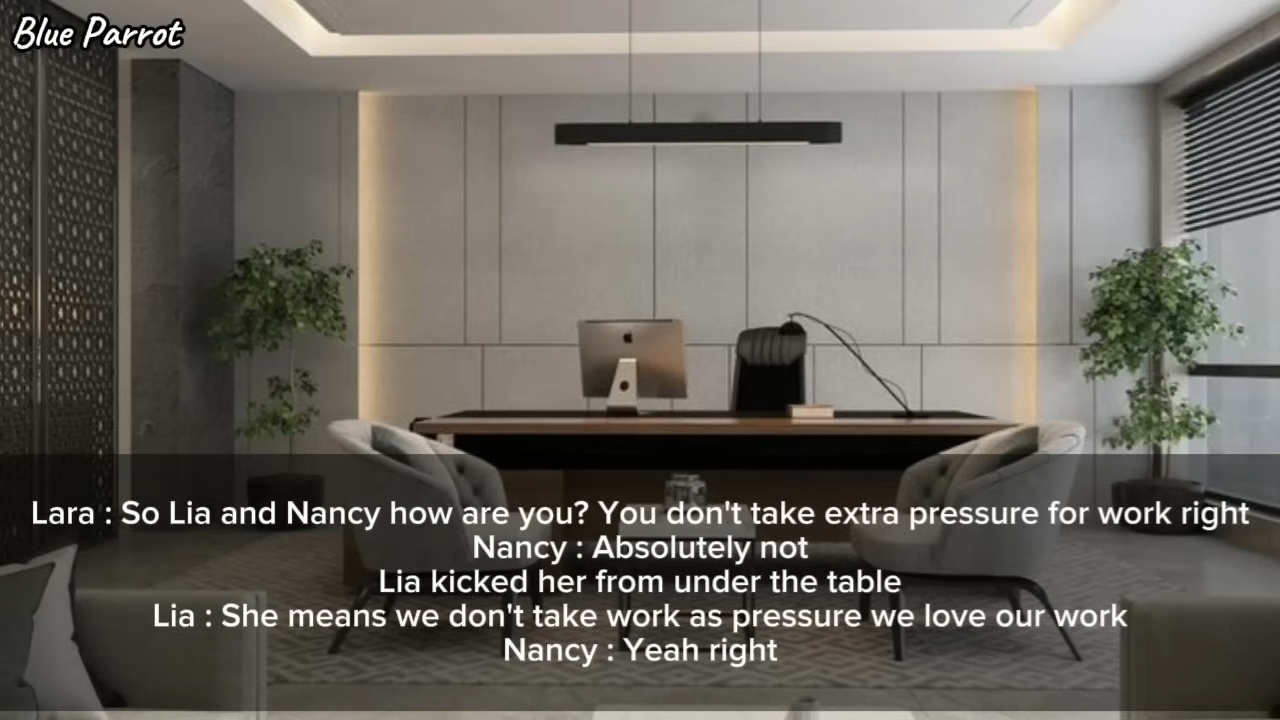 Blue Parrot
Lara : So Lia and Nancy how are you? You don't take extra pressure for work right
Nancy : Absolutely not
Lia kicked her from under the table
Lia : She means we don't take work as pressure we love our work
Nancy : Yeah right